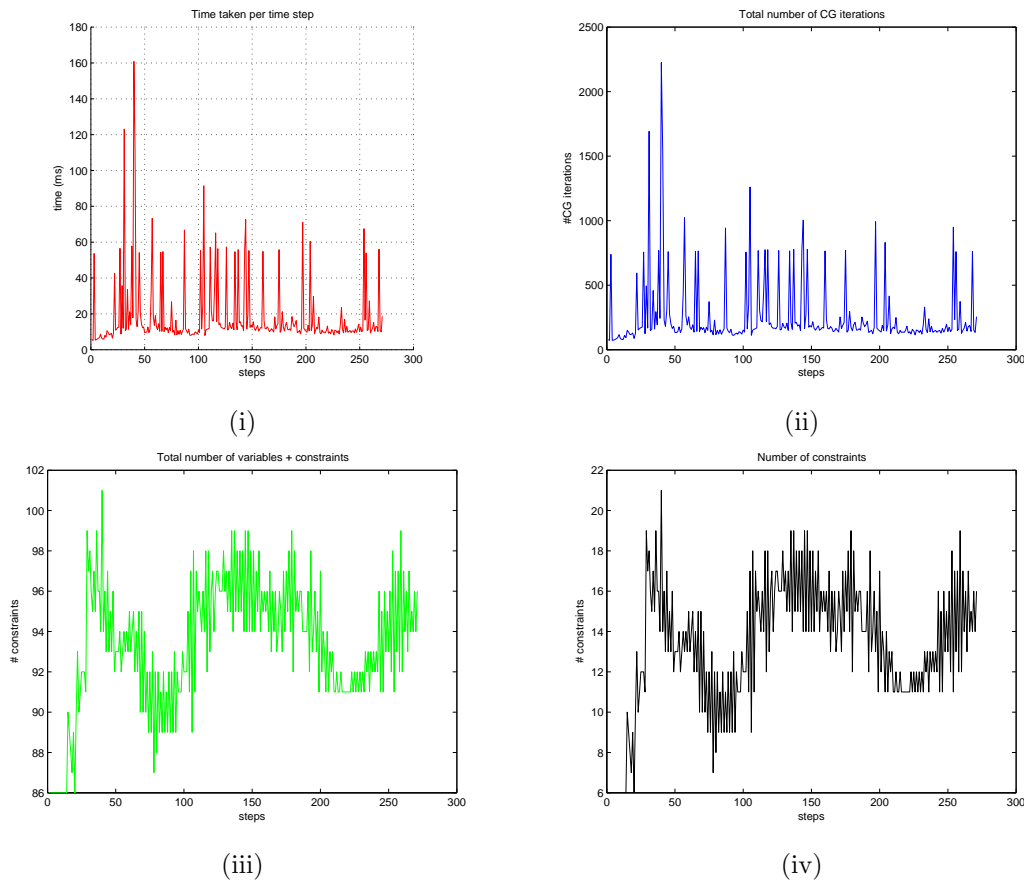 Time taken per time step
180
160
140
120
100
80
60
40
20
0
time (ms)
0 50 100 150 200 250 300
steps
(i)
Total number of CG iterations
2500
2000
1500
1000
500
0
#CG iterations
0 50 100 150 200 250 300
steps
(ii)
Total number of variables + constraints
102
100
98
96
94
92
90
88
86
# constraints
0 50 100 150 200 250 300
steps
(iii)
Number of constraints
22
20
18
16
14
12
10
8
6
# constraints
0 50 100 150 200 250 300
steps
(iv)